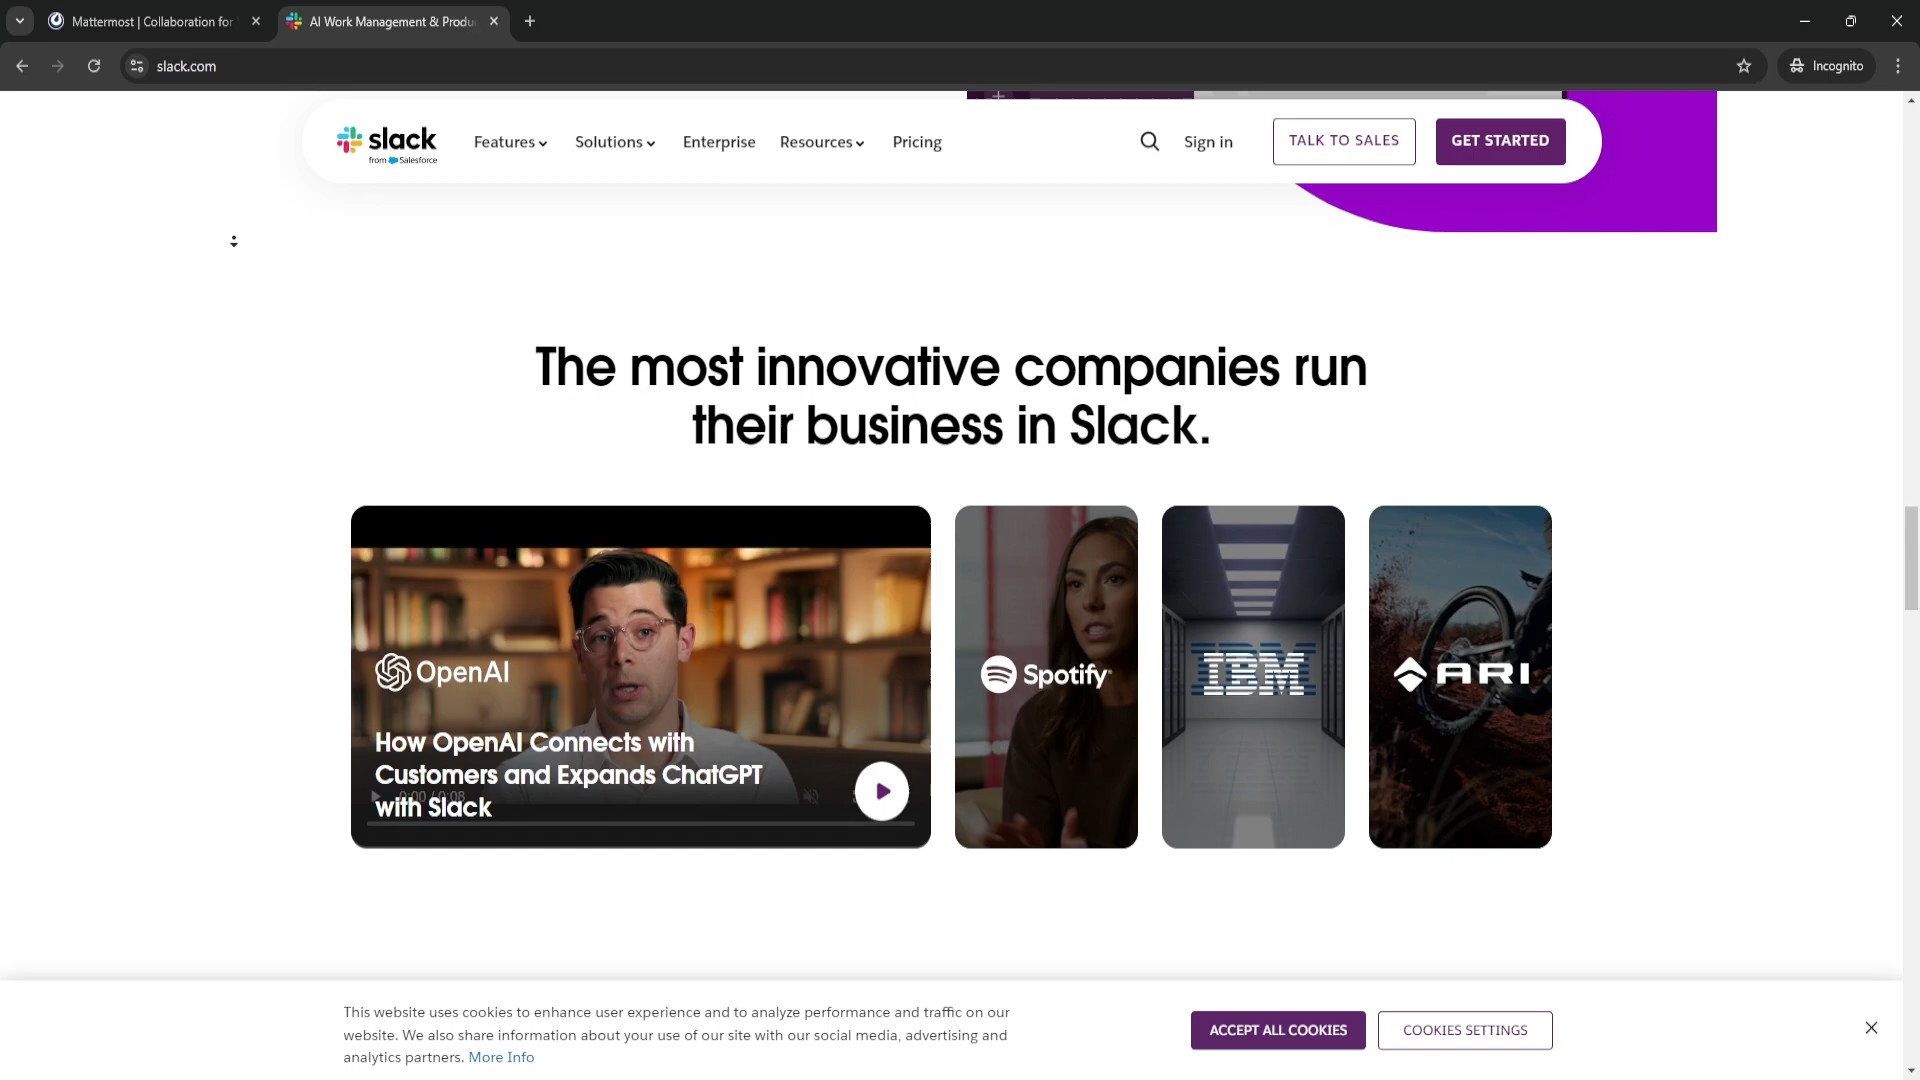 Mattermost | Collaboration for
AI Work Management & Produ
slack.com
Incognito
slack
from Salesforce
Features
Solutions
Enterprise
Resources
Pricing
Sign in
TALK TO SALES
GET STARTED
The most innovative companies run
their business in Slack.
OpenAI
How OpenAI Connects with
Customers and Expands ChatGPT
with Slack
0:00 / 0:08
Spotify
IBM
ARI
This website uses cookies to enhance user experience and to analyze performance and traffic on our
website. We also share information about your use of our site with our social media, advertising and
analytics partners. More Info
ACCEPT ALL COOKIES
COOKIES SETTINGS